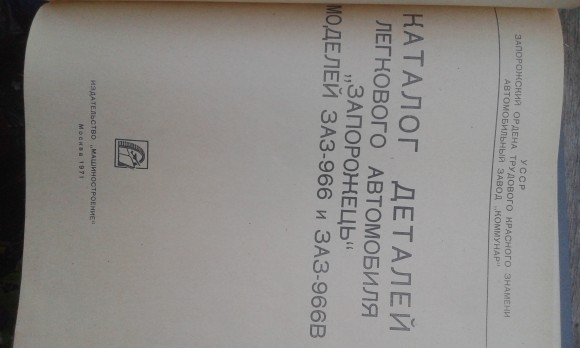 УССР
ЗАПОРОЖСКИЙ ОРДЕНА ТРУДОВОГО КРАСНОГО ЗНАМЕНИ
АВТОМОБИЛЬНЫЙ ЗАВОД „КОММУНАР“
КАТАЛОГ ДЕТАЛЕЙ
ЛЕГКОВОГО АВТОМОБИЛЯ
„ЗАПОРОЖЕЦЬ“
МОДЕЛЕЙ ЗАЗ-966 и ЗАЗ-966В
ИЗДАТЕЛЬСТВО „МАШИНОСТРОЕНИЕ“
Москва 1971